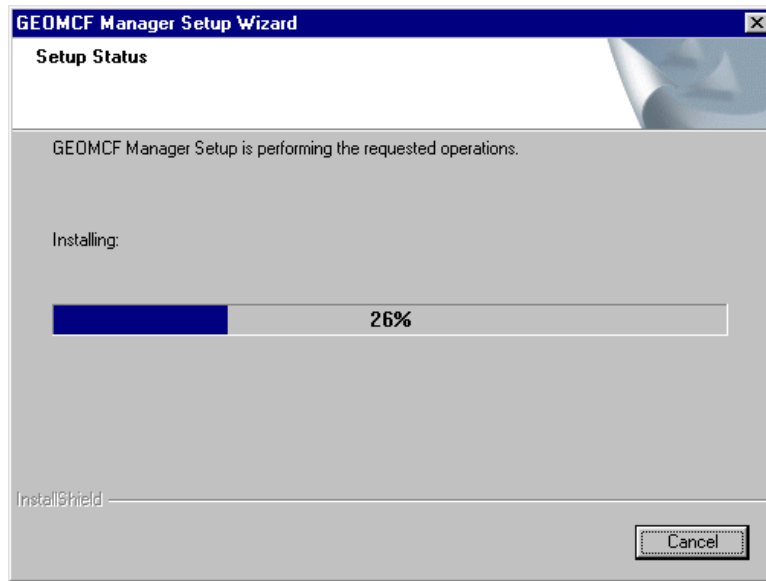 GEOMCF Manager Setup Wizard
Setup Status
GEOMCF Manager Setup is performing the requested operations.
Installing:
26%
InstallShield
Cancel